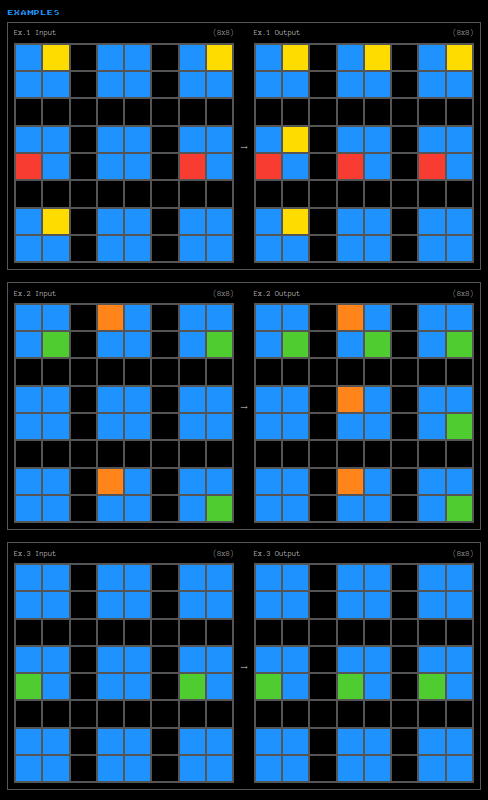 EXAMPLES
Ex.1 Input (8x8) Ex.1 Output (8x8)
→
Ex.2 Input (8x8) Ex.2 Output (8x8)
→
Ex.3 Input (8x8) Ex.3 Output (8x8)
→